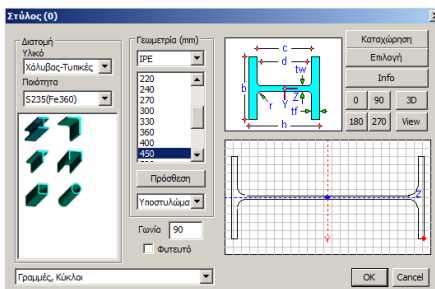 Στύλος (0)
Διατομή
Υλικό
Χάλυβας-Τυπικές
Ποιότητα
S235(Fe360)
Γραμμές, Κύκλοι
Γεωμετρία (mm)
IPE
220
240
270
300
330
360
400
450
Πρόσθεση
Υποστυλώμα
Γωνία 90
Φυτευτό
c
d
tw
b
Z
Y
r
tf
h
Καταχώρηση
Επιλογή
Info
0 90 3D
180 270 View
Z
Y
OK Cancel